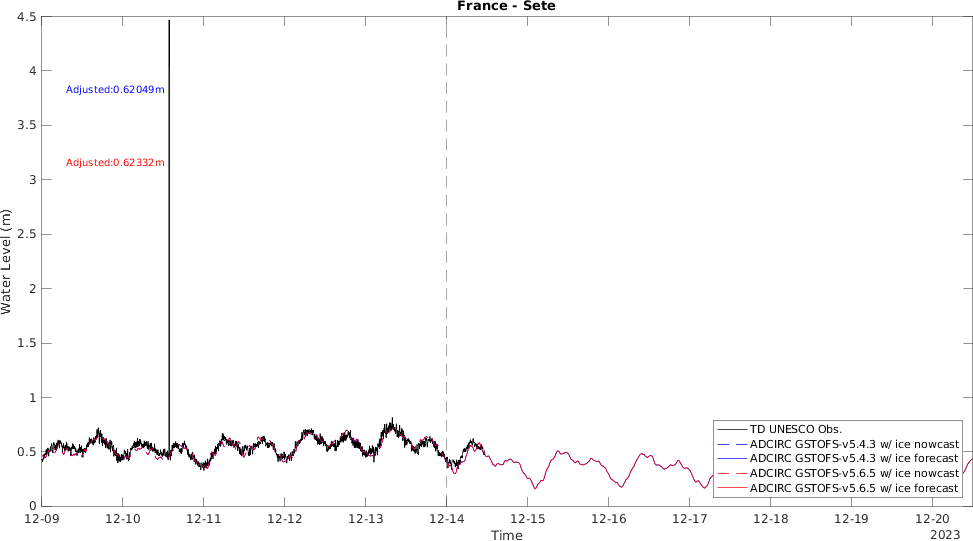 France - Sete
4.5
4
3.5
3
2.5
2
1.5
1
0.5
0
Water Level (m)
Adjusted:0.62049m
Adjusted:0.62332m
TD UNESCO Obs.
ADCIRC GSTOFS-v5.4.3 w/ ice nowcast
ADCIRC GSTOFS-v5.4.3 w/ ice forecast
ADCIRC GSTOFS-v5.6.5 w/ ice nowcast
ADCIRC GSTOFS-v5.6.5 w/ ice forecast
12-09 12-10 12-11 12-12 12-13 12-14 12-15 12-16 12-17 12-18 12-19 12-20
Time
2023